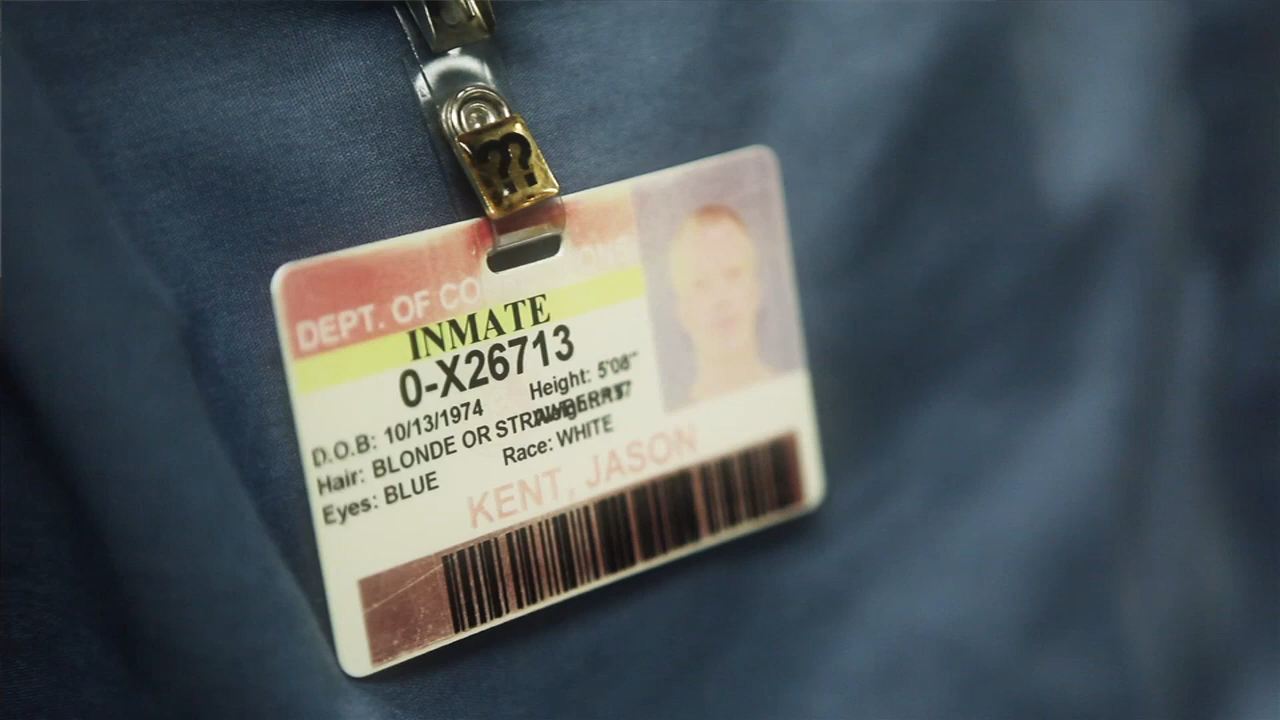 ??
DEPT. OF CO
INMATE
0-X26713
D.O.B: 10/13/1974 Height: 5'08"
Hair: BLONDE OR STRAWBERRY
Eyes: BLUE Race: WHITE
KENT, JASON